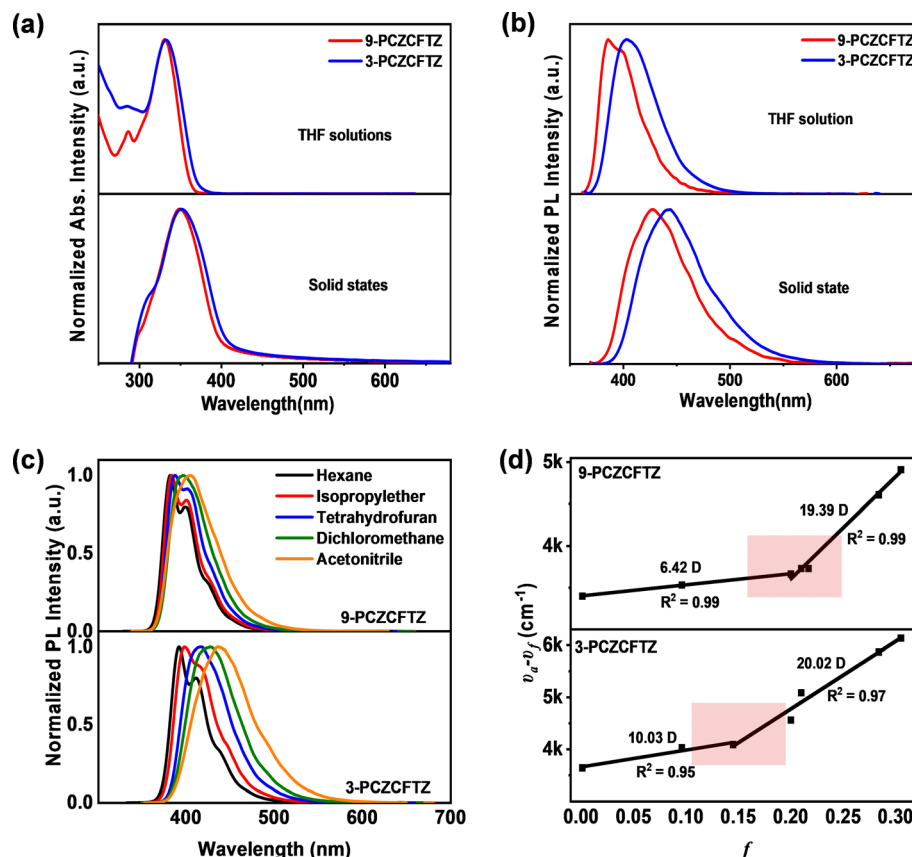 (a)
Normalized Abs. Intensity (a.u.)
9-PCZCFTZ
3-PCZCFTZ
THF solutions
Solid states
300
400
500
600
Wavelength(nm)
(b)
Normalized PL Intensity (a.u.)
9-PCZCFTZ
3-PCZCFTZ
THF solution
Solid state
400
500
600
Wavelength(nm)
(c)
Normalized PL Intensity (a.u.)
1.0
0.5
0.0
1.0
0.5
0.0
Hexane
Isopropylether
Tetrahydrofuran
Dichloromethane
Acetonitrile
9-PCZCFTZ
3-PCZCFTZ
400
500
600
700
Wavelength (nm)
(d)
υₐ-υf (cm⁻¹)
5k
4k
9-PCZCFTZ
19.39 D
R² = 0.99
6.42 D
R² = 0.99
6k
5k
4k
3-PCZCFTZ
20.02 D
R² = 0.97
10.03 D
R² = 0.95
0.00
0.10
0.15
0.20
0.25
0.30
f